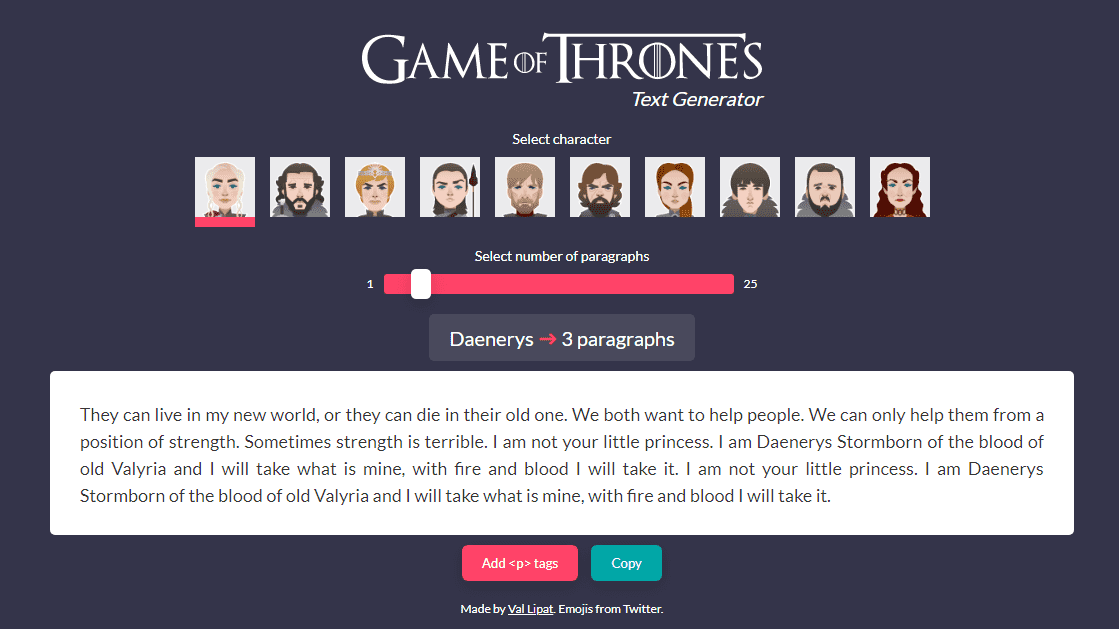 GAME OF THRONES
Text Generator
Select character
Select number of paragraphs
1 25
Daenerys ➝ 3 paragraphs
They can live in my new world, or they can die in their old one. We both want to help people. We can only help them from a
position of strength. Sometimes strength is terrible. I am not your little princess. I am Daenerys Stormborn of the blood of
old Valyria and I will take what is mine, with fire and blood I will take it. I am not your little princess. I am Daenerys
Stormborn of the blood of old Valyria and I will take what is mine, with fire and blood I will take it.
Add <p> tags Copy
Made by Val Lipat. Emojis from Twitter.